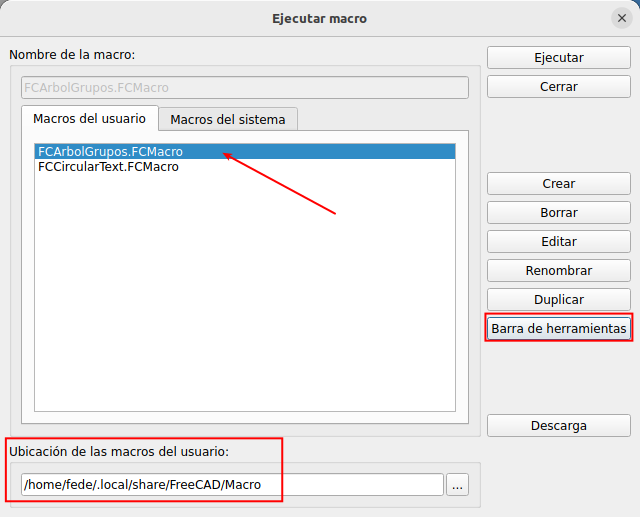 Ejecutar macro
Nombre de la macro:
FCArbolGrupos.FCMacro
Macros del usuario
Macros del sistema
FCArbolGrupos.FCMacro
FCCircularText.FCMacro
Ejecutar
Cerrar
Crear
Borrar
Editar
Renombrar
Duplicar
Barra de herramientas
Descarga
Ubicación de las macros del usuario:
/home/fede/.local/share/FreeCAD/Macro
...